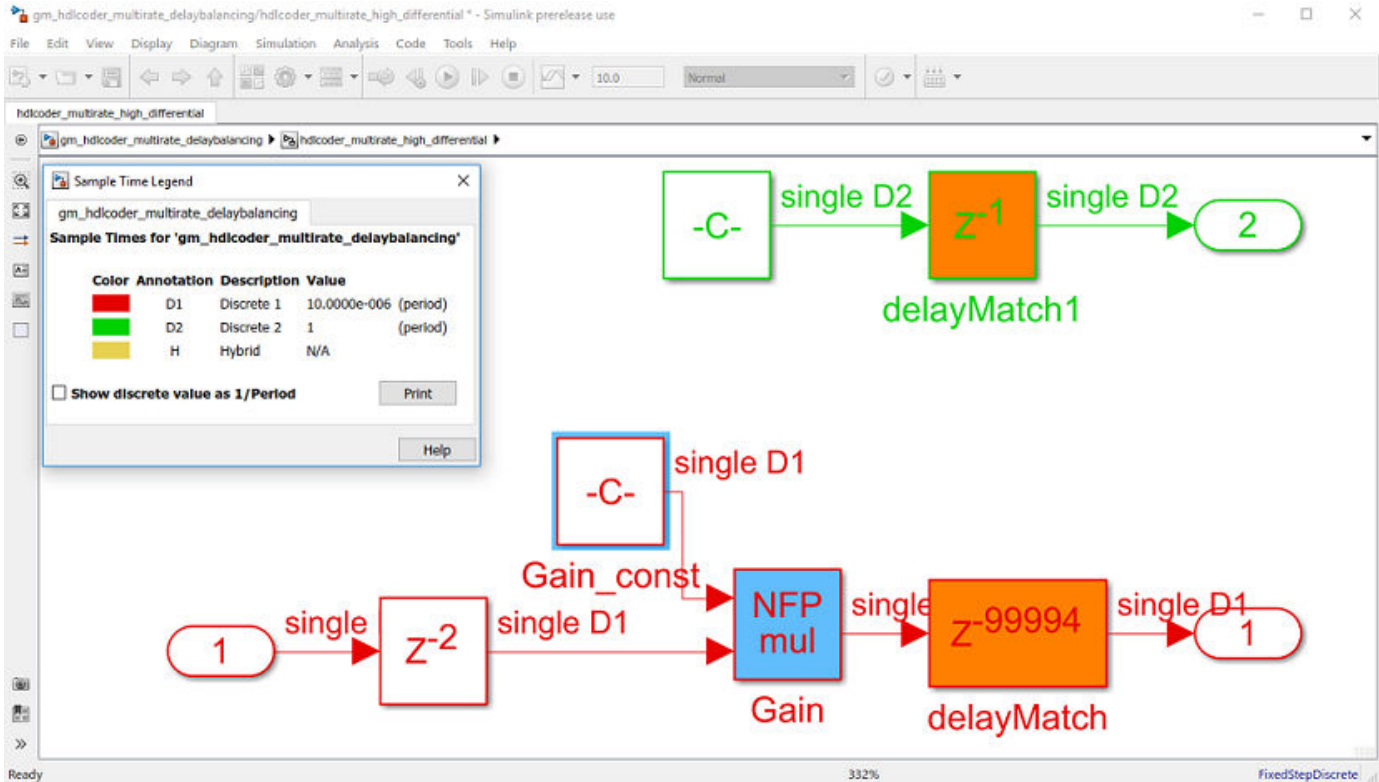 gm_hdlcoder_multirate_delaybalancing/hdlcoder_multirate_high_differential * - Simulink prerelease use
File Edit View Display Diagram Simulation Analysis Code Tools Help
10.0 Normal
hdlcoder_multirate_high_differential
gm_hdlcoder_multirate_delaybalancing hdlcoder_multirate_high_differential
Sample Time Legend
gm_hdlcoder_multirate_delaybalancing
Sample Times for 'gm_hdlcoder_multirate_delaybalancing'
Color Annotation Description Value
D1 Discrete 1 10.0000e-006 (period)
D2 Discrete 2 1 (period)
H Hybrid N/A
Show discrete value as 1/Period Print
Help
-C- single D2 Z-1 single D2 2
delayMatch1
-C- single D1
Gain_const
1 single Z-2 single D1 NFP mul single Z-99994 single D1 1
Gain delayMatch
Ready 332% FixedStepDiscrete